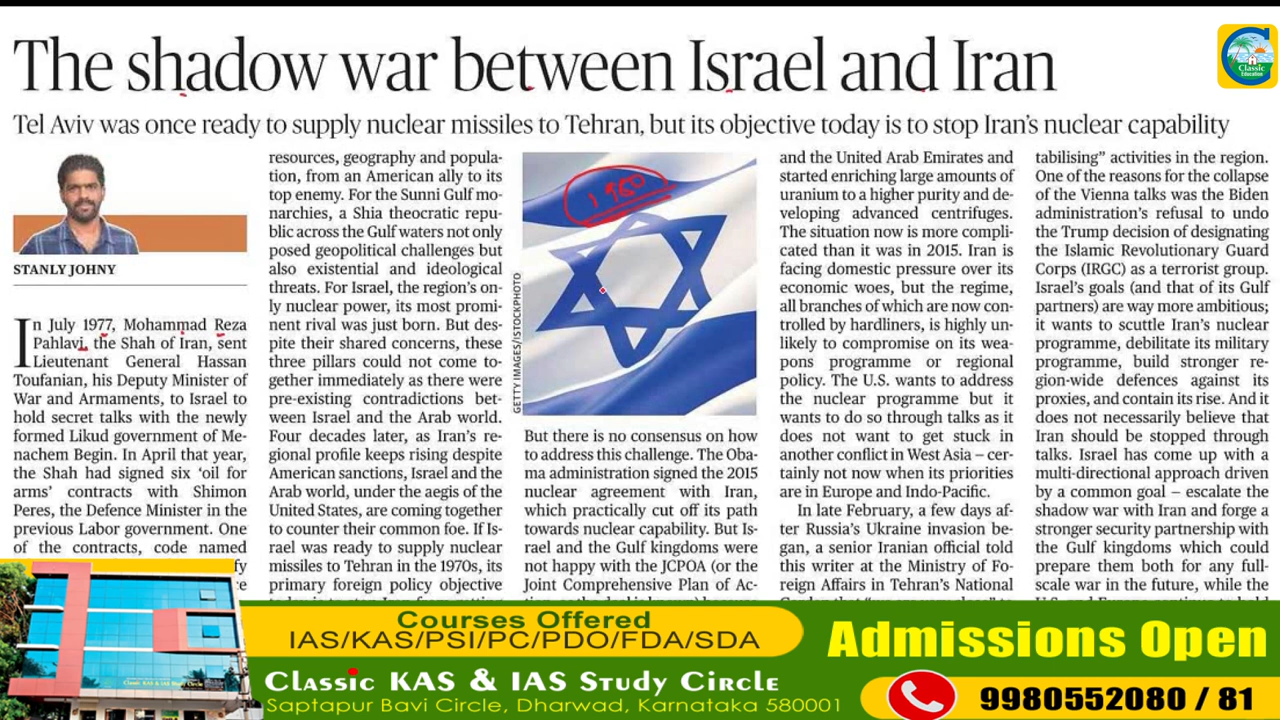 The shadow war between Israel and Iran
Tel Aviv was once ready to supply nuclear missiles to Tehran, but its objective today is to stop Iran's nuclear capability
STANLY JOHNY
In July 1977, Mohammad Reza
Pahlavi, the Shah of Iran, sent
Lieutenant General Hassan
Toufanian, his Deputy Minister of
War and Armaments, to Israel to
hold secret talks with the newly
formed Likud government of Me-
nachem Begin. In April that year,
the Shah had signed six 'oil for
arms' contracts with Shimon
Peres, the Defence Minister in the
previous Labor government. One
of the contracts, code named
resources, geography and popula-
tion, from an American ally to its
top enemy. For the Sunni Gulf mo-
narchies, a Shia theocratic repu-
blic across the Gulf waters not only
posed geopolitical challenges but
also existential and ideological
threats. For Israel, the region's on-
ly nuclear power, its most promi-
nent rival was just born. But des-
pite their shared concerns, these
three pillars could not come to-
gether immediately as there were
pre-existing contradictions bet-
ween Israel and the Arab world.
Four decades later, as Iran's re-
gional profile keeps rising despite
American sanctions, Israel and the
Arab world, under the aegis of the
United States, are coming together
to counter their common foe. If Is-
rael was ready to supply nuclear
missiles to Tehran in the 1970s, its
primary foreign policy objective
GETTY IMAGES/ISTOCKPHOTO
But there is no consensus on how
to address this challenge. The Oba-
ma administration signed the 2015
nuclear agreement with Iran,
which practically cut off its path
towards nuclear capability. But Is-
rael and the Gulf kingdoms were
not happy with the JCPOA (or the
Joint Comprehensive Plan of Ac-
and the United Arab Emirates and
started enriching large amounts of
uranium to a higher purity and de-
veloping advanced centrifuges.
The situation now is more compli-
cated than it was in 2015. Iran is
facing domestic pressure over its
economic woes, but the regime,
all branches of which are now con-
trolled by hardliners, is highly un-
likely to compromise on its wea-
pons programme or regional
policy. The U.S. wants to address
the nuclear programme but it
wants to do so through talks as it
does not want to get stuck in
another conflict in West Asia – cer-
tainly not now when its priorities
are in Europe and Indo-Pacific.
In late February, a few days af-
ter Russia's Ukraine invasion be-
gan, a senior Iranian official told
this writer at the Ministry of Fo-
reign Affairs in Tehran's National
tabilising" activities in the region.
One of the reasons for the collapse
of the Vienna talks was the Biden
administration's refusal to undo
the Trump decision of designating
the Islamic Revolutionary Guard
Corps (IRGC) as a terrorist group.
Israel's goals (and that of its Gulf
partners) are way more ambitious;
it wants to scuttle Iran's nuclear
programme, debilitate its military
programme, build stronger re-
gion-wide defences against its
proxies, and contain its rise. And it
does not necessarily believe that
Iran should be stopped through
talks. Israel has come up with a
multi-directional approach driven
by a common goal – escalate the
shadow war with Iran and forge a
stronger security partnership with
the Gulf kingdoms which could
prepare them both for any full-
scale war in the future, while the
Classic
Education
Courses Offered
IAS/KAS/PSI/PC/PDO/FDA/SDA
Classic KAS & IAS Study Circle
Saptapur Bavi Circle, Dharwad, Karnataka 580001
Admissions Open
9980552080 / 81